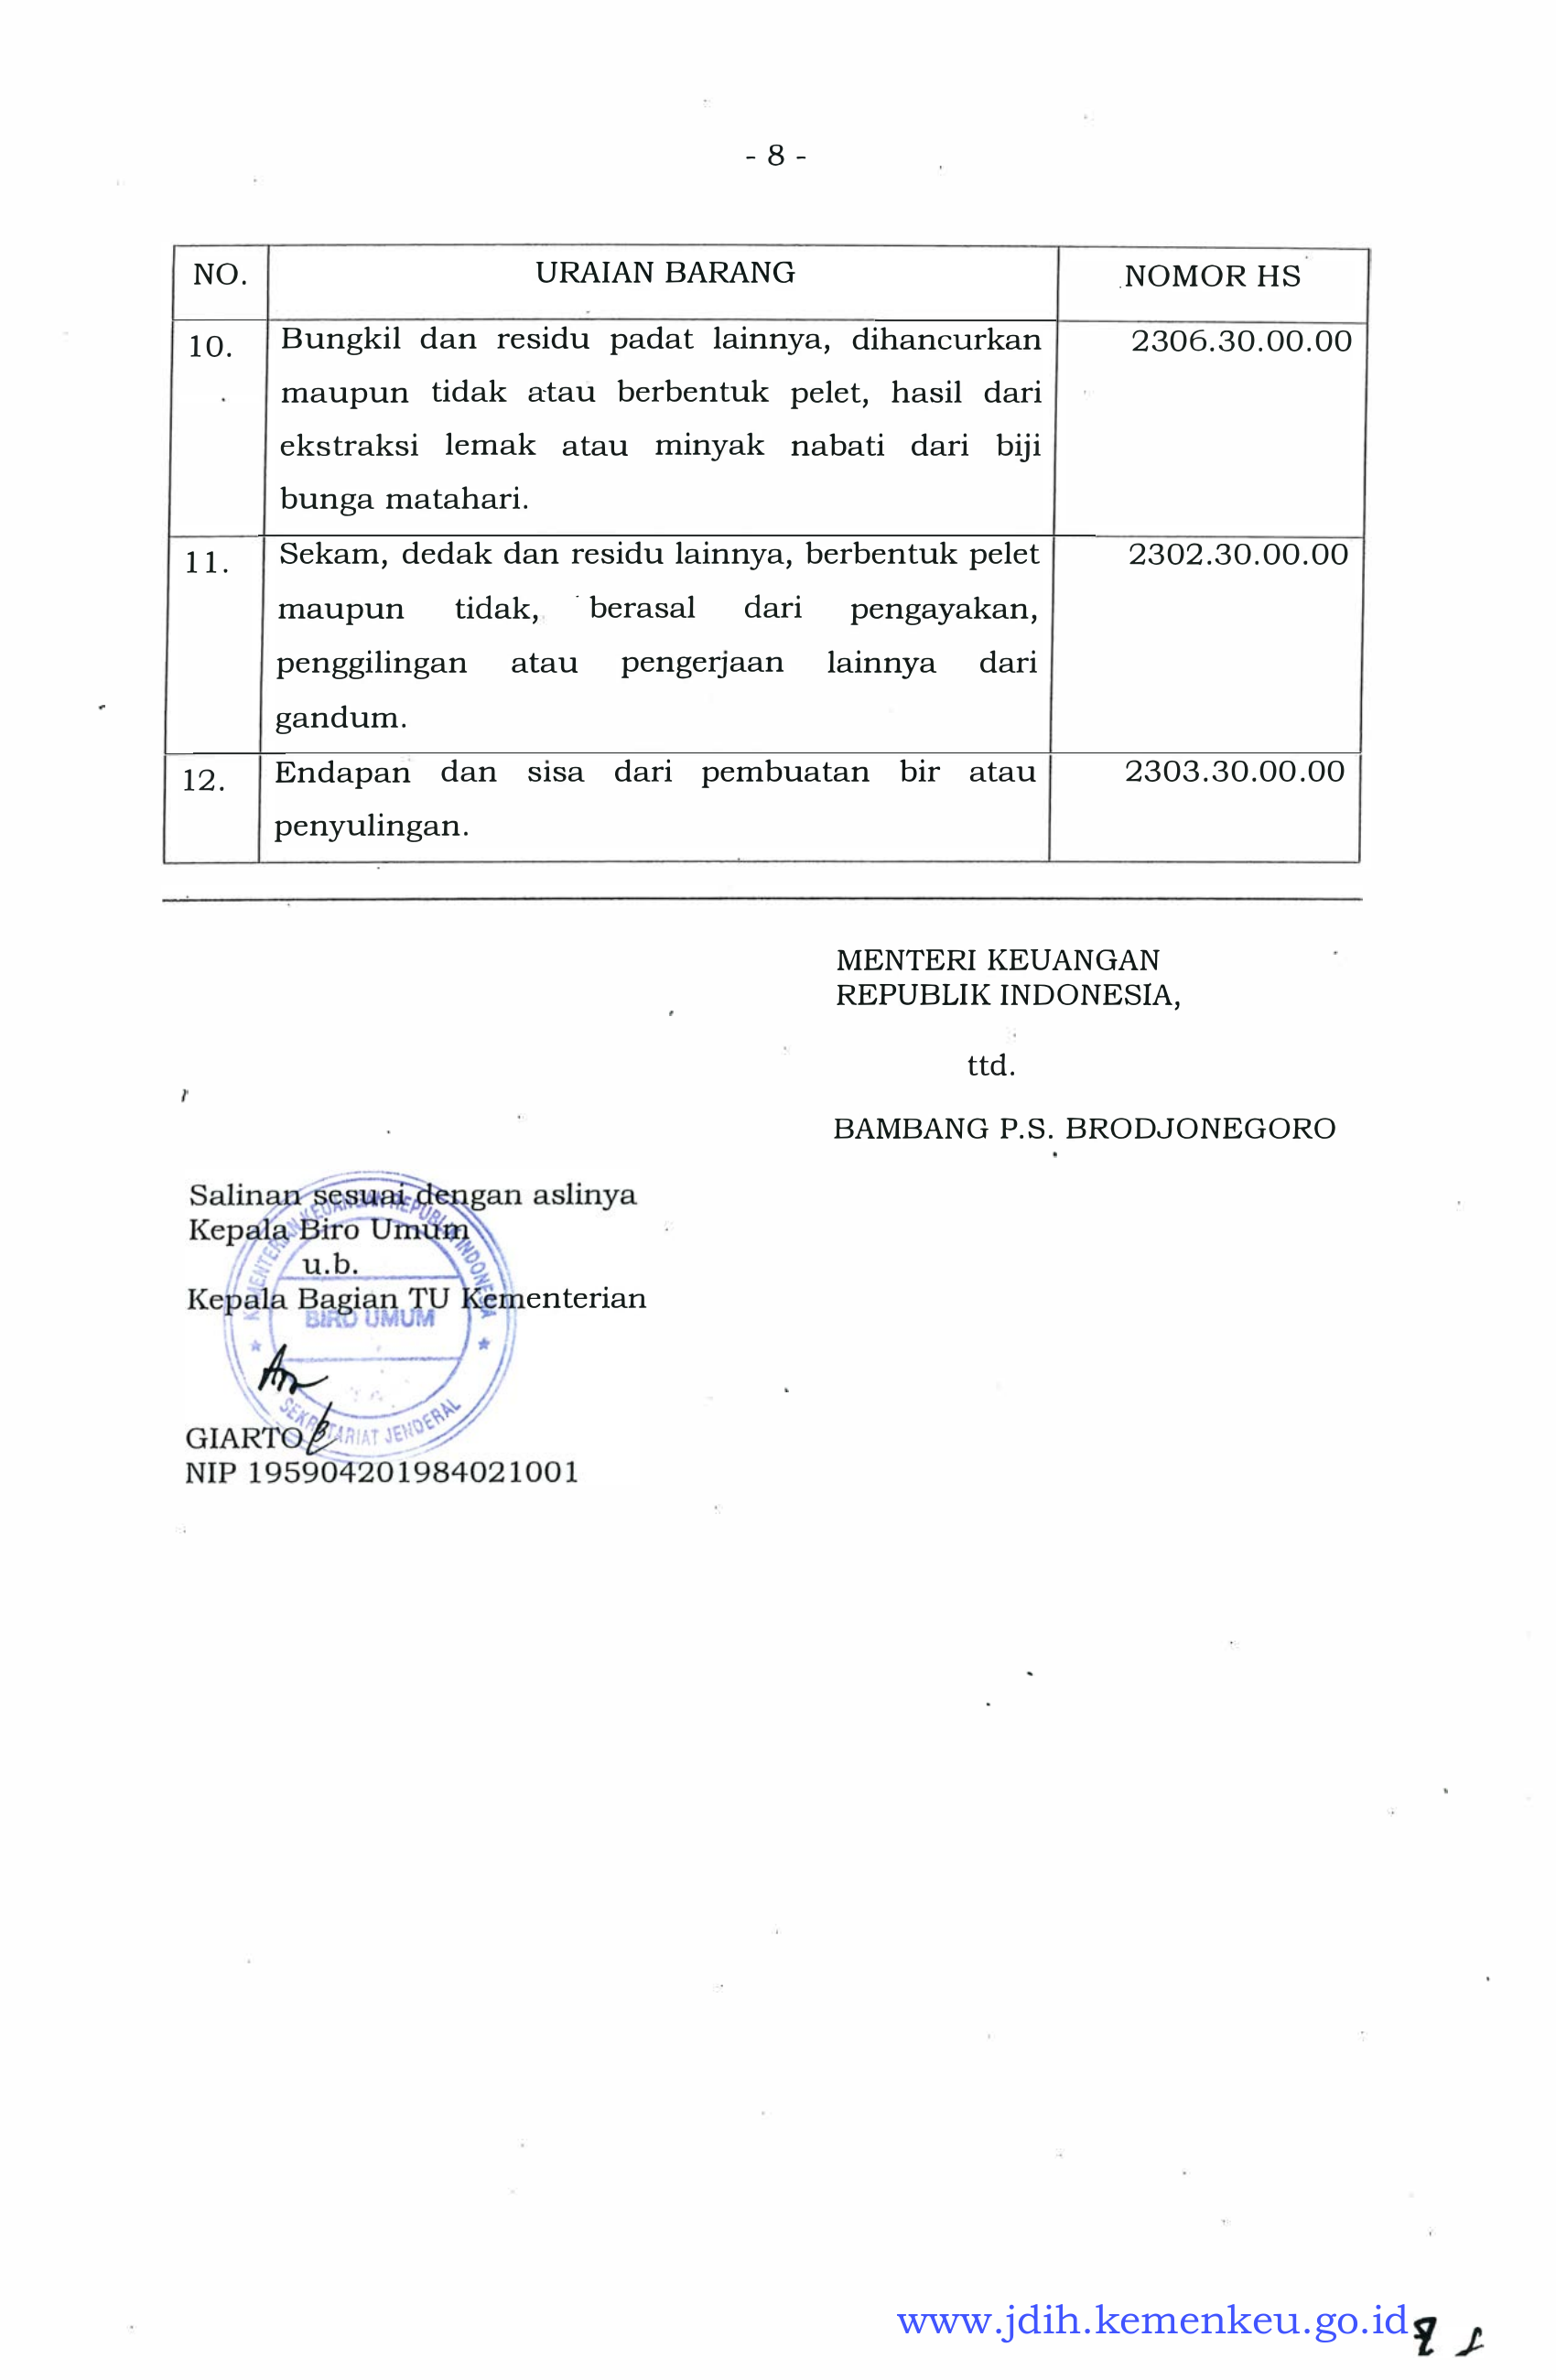 - 8 -
NO. URAIAN BARANG NOMOR HS
10. Bungkil dan residu padat lainnya, dihancurkan 2306.30.00.00
maupun tidak atau berbentuk pelet, hasil dari
ekstraksi lemak atau minyak nabati dari biji
bunga matahari.
11. Sekam, dedak dan residu lainnya, berbentuk pelet 2302.30.00.00
maupun tidak, berasal dari pengayakan,
penggilingan atau pengerjaan lainnya dari
gandum.
12. Endapan dan sisa dari pembuatan bir atau 2303.30.00.00
penyulingan.
MENTERI KEUANGAN
REPUBLIK INDONESIA,
ttd.
BAMBANG P.S. BRODJONEGORO
Salinan sesuai dengan aslinya
Kepala Biro Umum
u.b.
Kepala Bagian TU Kementerian
KEMENTERIAN KEUANGAN REPUBLIK INDONESIA
BIRO UMUM
SEKRETARIAT JENDERAL
GIARTO
NIP 195904201984021001
www.jdih.kemenkeu.go.id